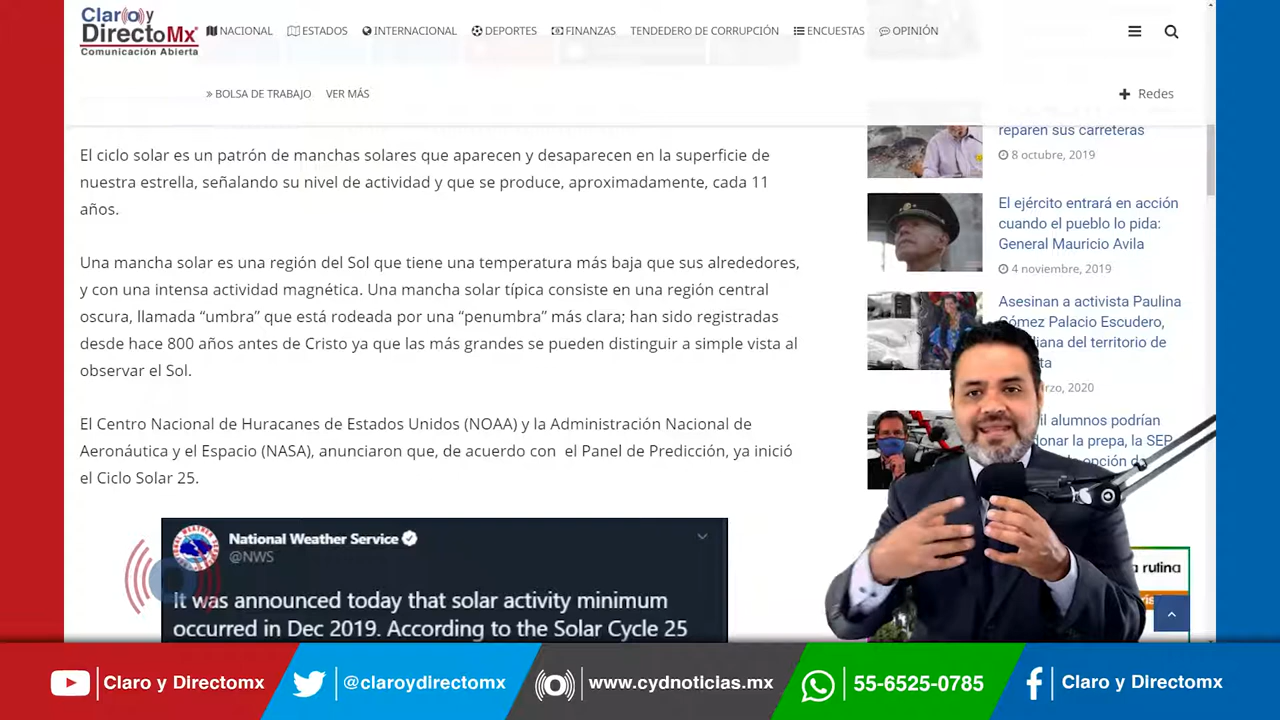 Claro y
DirectoMx
Comunicación Abierta
NACIONAL
ESTADOS
INTERNACIONAL
DEPORTES
FINANZAS
TENDEDERO DE CORRUPCIÓN
ENCUESTAS
OPINIÓN
» BOLSA DE TRABAJO
VER MÁS
+ Redes
El ciclo solar es un patrón de manchas solares que aparecen y desaparecen en la superficie de
nuestra estrella, señalando su nivel de actividad y que se produce, aproximadamente, cada 11
años.
Una mancha solar es una región del Sol que tiene una temperatura más baja que sus alrededores,
y con una intensa actividad magnética. Una mancha solar típica consiste en una región central
oscura, llamada “umbra” que está rodeada por una “penumbra” más clara; han sido registradas
desde hace 800 años antes de Cristo ya que las más grandes se pueden distinguir a simple vista al
observar el Sol.
El Centro Nacional de Huracanes de Estados Unidos (NOAA) y la Administración Nacional de
Aeronáutica y el Espacio (NASA), anunciaron que, de acuerdo con el Panel de Predicción, ya inició
el Ciclo Solar 25.
National Weather Service
@NWS
It was announced today that solar activity minimum
occurred in Dec 2019. According to the Solar Cycle 25
reparen sus carreteras
8 octubre, 2019
El ejército entrará en acción
cuando el pueblo lo pida:
General Mauricio Avila
4 noviembre, 2019
Asesinan a activista Paulina
Gómez Palacio Escudero,
diana del territorio de
ta
rzo, 2020
il alumnos podrían
donar la prepa, la SEP
opción d
a rutina
Claro y Directomx
@claroydirectomx
www.cydnoticias.mx
55-6525-0785
Claro y Directomx